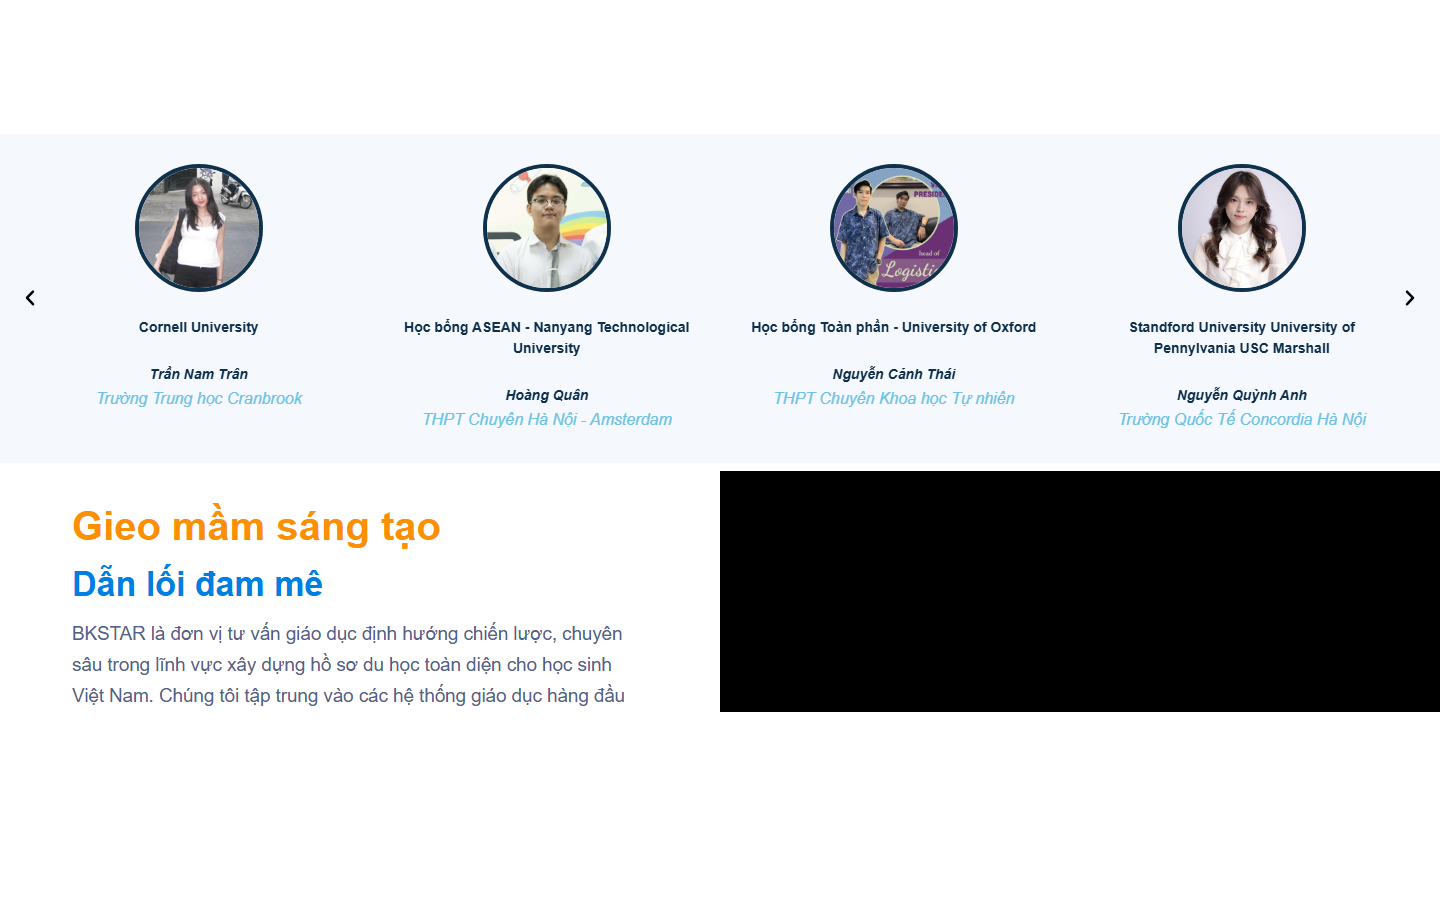 PRESIDE
head of
Logisti
Cornell University
Trần Nam Trân
Trường Trung học Cranbrook
Học bổng ASEAN - Nanyang Technological
University
Hoàng Quân
THPT Chuyên Hà Nội - Amsterdam
Học bổng Toàn phần - University of Oxford
Nguyễn Cảnh Thái
THPT Chuyên Khoa học Tự nhiên
Standford University University of
Pennylvania USC Marshall
Nguyễn Quỳnh Anh
Trường Quốc Tế Concordia Hà Nội
Gieo mầm sáng tạo
Dẫn lối đam mê
BKSTAR là đơn vị tư vấn giáo dục định hướng chiến lược, chuyên
sâu trong lĩnh vực xây dựng hồ sơ du học toàn diện cho học sinh
Việt Nam. Chúng tôi tập trung vào các hệ thống giáo dục hàng đầu